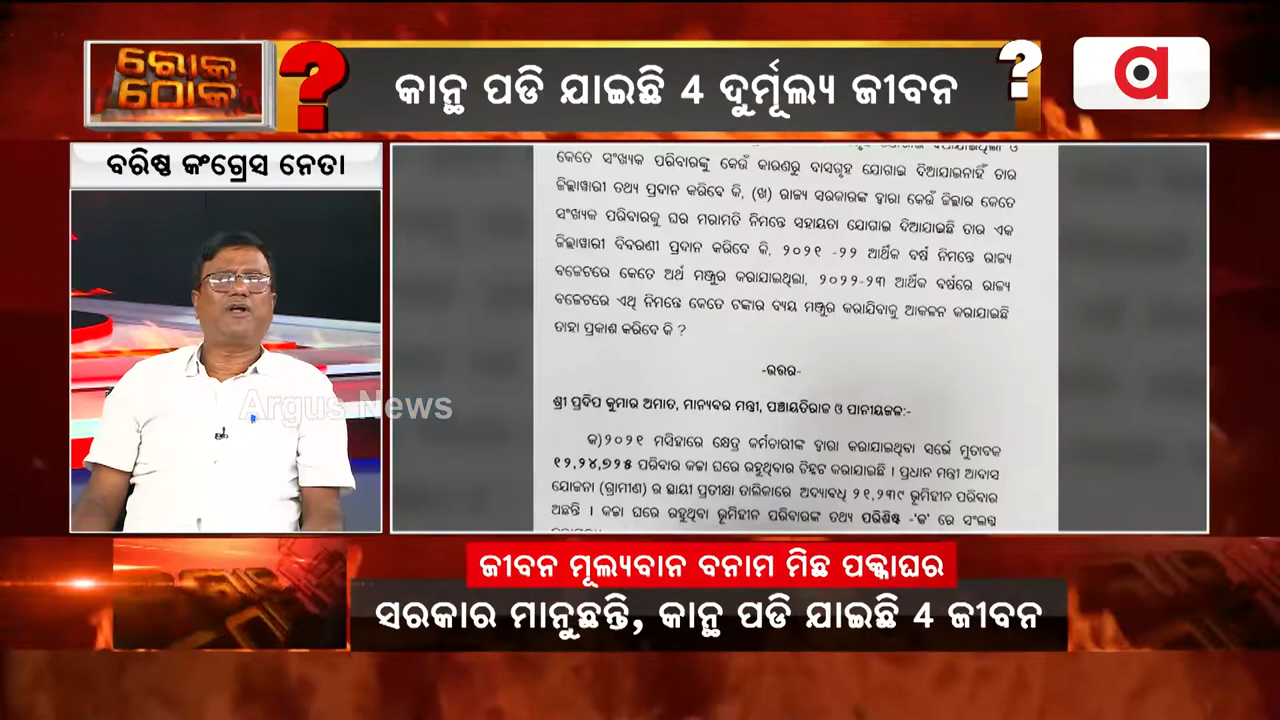 ରୋକ
ଠୋକ
?
କାନ୍ଥ ପଡି ଯାଇଛି 4 ଦୁର୍ମୂଲ୍ୟ ଜୀବନ
?
a
ବରିଷ୍ଠ କଂଗ୍ରେସ ନେତା
Argus News
କେତେ ସଂଖ୍ୟକ ପରିବାରଙ୍କୁ କେଉଁ କାରଣରୁ ବାସଗୃହ ଯୋଗାଇ ଦିଆଯାଇନାହିଁ ତାର
ଜିଲ୍ଲାୱାରୀ ତଥ୍ୟ ପ୍ରଦାନ କରିବେ କି, (ଖ) ରାଜ୍ୟ ସରକାରଙ୍କ ଦ୍ୱାରା କେଉଁ ଜିଲ୍ଲାର କେତେ
ସଂଖ୍ୟକ ପରିବାରକୁ ଘର ମରାମତି ନିମନ୍ତେ ସହାୟତା ଯୋଗାଇ ଦିଆଯାଇଛି ତାର ଏକ
ଜିଲ୍ଲାୱାରୀ ବିବରଣୀ ପ୍ରଦାନ କରିବେ କି, ୨୦୨୧ -୨୨ ଆର୍ଥିକ ବର୍ଷ ନିମନ୍ତେ ରାଜ୍ୟ
ବଜେଟରେ କେତେ ଅର୍ଥ ମଞ୍ଜୁର କରାଯାଇଥିଲା, ୨୦୨୨-୨୩ ଆର୍ଥିକ ବର୍ଷରେ ରାଜ୍ୟ
ବଜେଟରେ ଏଥି ନିମନ୍ତେ କେତେ ଟଙ୍କାର ବ୍ୟୟ ମଞ୍ଜୁର କରାଯିବାକୁ ଆକଳନ କରାଯାଇଛି
ତାହା ପ୍ରକାଶ କରିବେ କି ?
-ଉତ୍ତର-
ଶ୍ରୀ ପ୍ରଦିପ କୁମାର ଅମାତ, ମାନ୍ୟବର ମନ୍ତ୍ରୀ, ପଞ୍ଚାୟତିରାଜ ଓ ପାନୀୟଜଳ:-
କ)୨୦୨୧ ମସିହାରେ କ୍ଷେତ୍ର କର୍ମଚାରୀଙ୍କ ଦ୍ୱାରା କରାଯାଇଥିବା ସର୍ଭେ ମୁତାବକ
୧୨,୨୪,୭୨୫ ପରିବାର କଚ୍ଚା ଘରେ ରହୁଥିବାର ଚିହଟ କରାଯାଇଛି । ପ୍ରଧାନ ମନ୍ତ୍ରୀ ଆବାସ
ଯୋଜନା (ଗ୍ରାମୀଣ) ର ସ୍ଥାୟୀ ପ୍ରତୀକ୍ଷା ତାଲିକାରେ ଅଦ୍ୟାବଧି ୨୧,୨୩୯ ଭୂମିହୀନ ପରିବାର
ଅଛନ୍ତି । କଚ୍ଚା ଘରେ ରହୁଥିବା ଭୂମିହୀନ ପରିବାରଙ୍କ ତଥ୍ୟ ପରିଶିଷ୍ଟ -'କ' ରେ ସଂଲଗ୍ନ
ଜୀବନ ମୂଲ୍ୟବାନ ବନାମ ମିଛ ପକ୍କାଘର
ସରକାର ମାନୁଛନ୍ତି, କାନ୍ଥ ପଡି ଯାଇଛି 4 ଜୀବନ